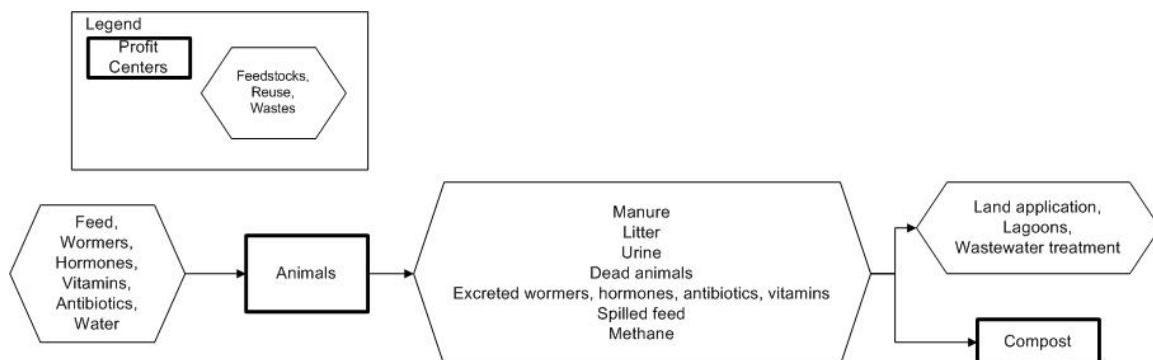 Legend
Profit
Centers
Feedstocks,
Reuse,
Wastes
Feed,
Wormers,
Hormones,
Vitamins,
Antibiotics,
Water
Animals
Manure
Litter
Urine
Dead animals
Excreted wormers, hormones, antibiotics, vitamins
Spilled feed
Methane
Land application,
Lagoons,
Wastewater treatment
Compost